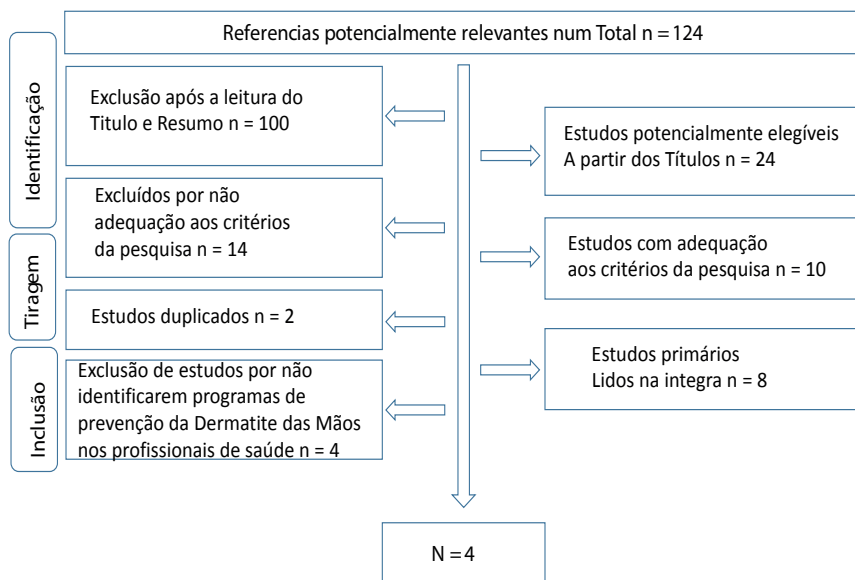 Referencias potencialmente relevantes num Total n = 124
Identificação
Exclusão após a leitura do
Titulo e Resumo n = 100
Estudos potencialmente elegíveis
A partir dos Títulos n = 24
Excluídos por não
adequação aos critérios
da pesquisa n = 14
Estudos com adequação
aos critérios da pesquisa n = 10
Tiragem
Estudos duplicados n = 2
Estudos primários
Lidos na integra n = 8
Inclusão
Exclusão de estudos por não
identificarem programas de
prevenção da Dermatite das Mãos
nos profissionais de saúde n = 4
N = 4